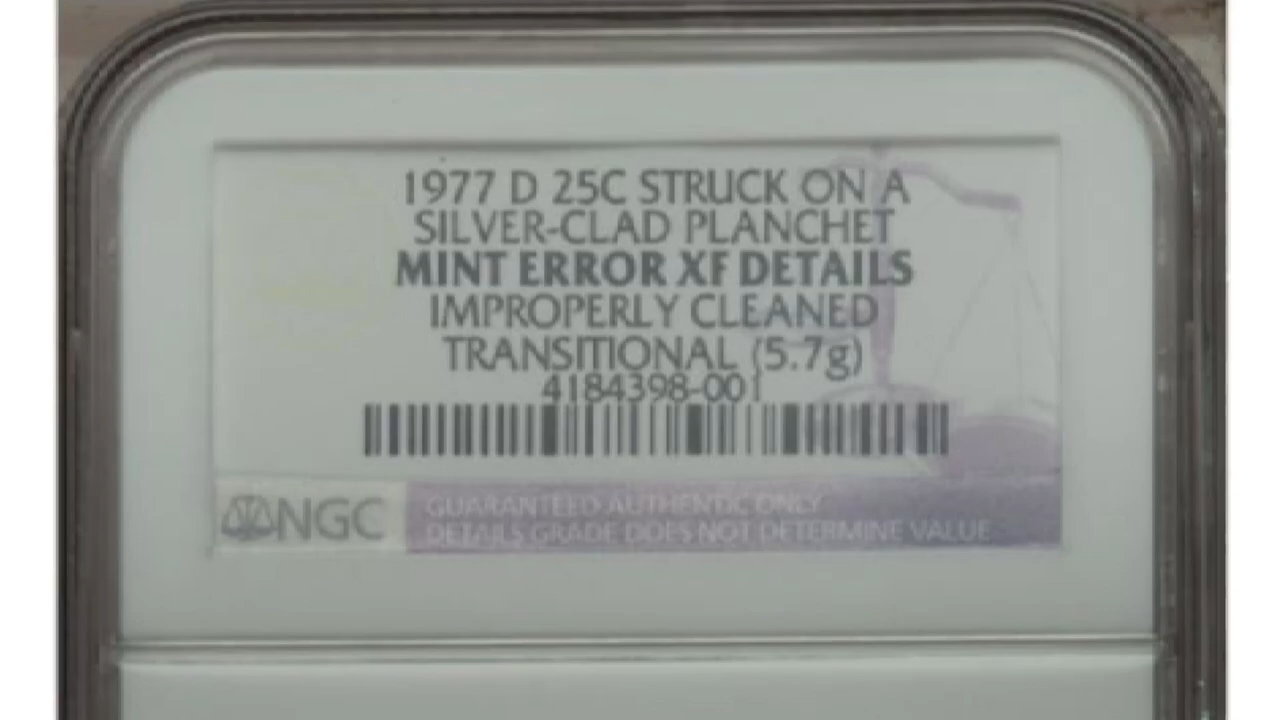 1977 D 25C STRUCK ON A
SILVER-CLAD PLANCHET
MINT ERROR XF DETAILS
IMPROPERLY CLEANED
TRANSITIONAL (5.7g)
4184398-001
NGC
GUARANTEED AUTHENTIC ONLY
DETAILS GRADE DOES NOT DETERMINE VALUE